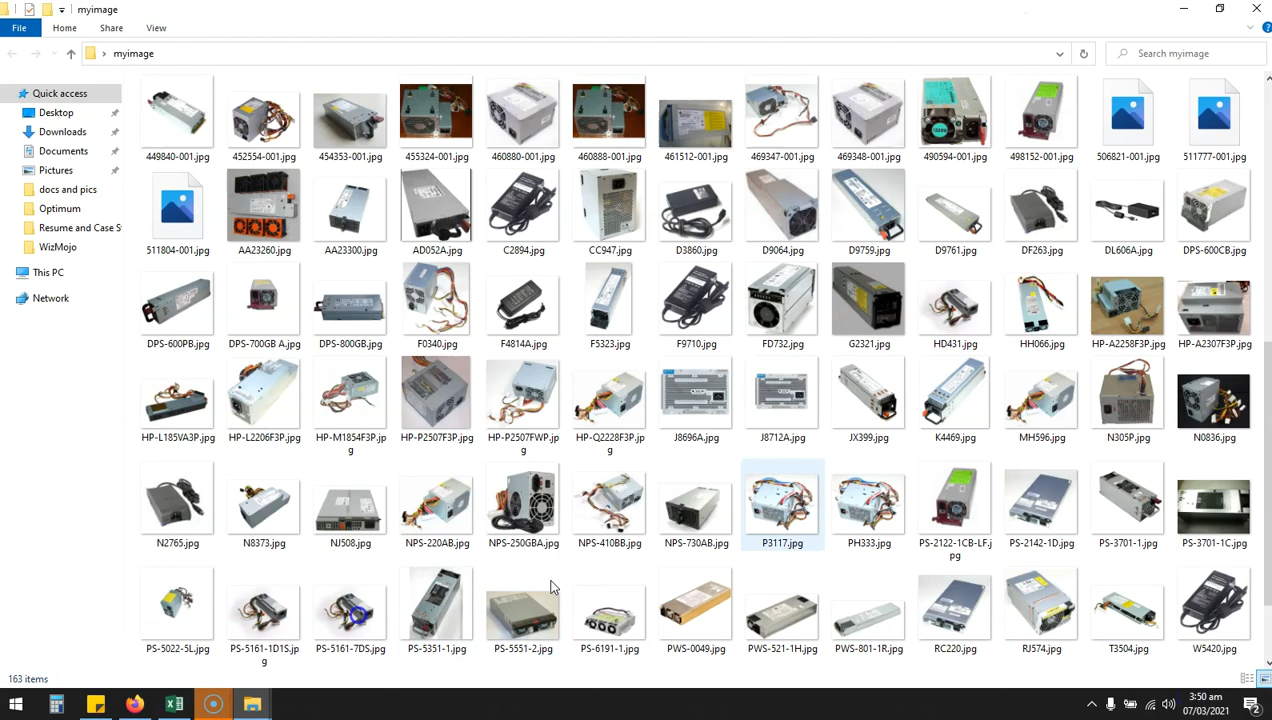 myimage
File
Home
Share
View
myimage
Search myimage
Quick access
Desktop
Downloads
Documents
Pictures
docs and pics
Optimum
Resume and Case S
WizMojo
This PC
Network
449840-001.jpg
452554-001.jpg
454353-001.jpg
455324-001.jpg
460880-001.jpg
460888-001.jpg
461512-001.jpg
469347-001.jpg
469348-001.jpg
490594-001.jpg
498152-001.jpg
506821-001.jpg
511777-001.jpg
511804-001.jpg
AA23260.jpg
AA23300.jpg
AD052A.jpg
C2894.jpg
CC947.jpg
D3860.jpg
D9064.jpg
D9759.jpg
D9761.jpg
DF263.jpg
DL606A.jpg
DPS-600CB.jpg
DPS-600PB.jpg
DPS-700GB A.jpg
DPS-800GB.jpg
F0340.jpg
F4814A.jpg
F5323.jpg
F9710.jpg
FD732.jpg
G2321.jpg
HD431.jpg
HH066.jpg
HP-A2258F3P.jpg
HP-A2307F3P.jpg
HP-L185VA3P.jpg
HP-L2206F3P.jpg
HP-M1854F3P.jp
g
HP-P2507F3P.jpg
HP-P2507FWP.jp
g
HP-Q2228F3P.jp
g
J8696A.jpg
J8712A.jpg
JX399.jpg
K4469.jpg
MH596.jpg
N305P.jpg
N0836.jpg
N2765.jpg
N8373.jpg
NJ508.jpg
NPS-220AB.jpg
NPS-250GBA.jpg
NPS-410BB.jpg
NPS-730AB.jpg
P3117.jpg
PH333.jpg
PS-2122-1CB-LF.j
pg
PS-2142-1D.jpg
PS-3701-1.jpg
PS-3701-1C.jpg
PS-5022-5L.jpg
PS-5161-1D1S.jp
g
PS-5161-7DS.jpg
PS-5351-1.jpg
PS-5551-2.jpg
PS-6191-1.jpg
PWS-0049.jpg
PWS-521-1H.jpg
PWS-801-1R.jpg
RC220.jpg
RJ574.jpg
T3504.jpg
W5420.jpg
163 items
3:50 am
07/03/2021
2